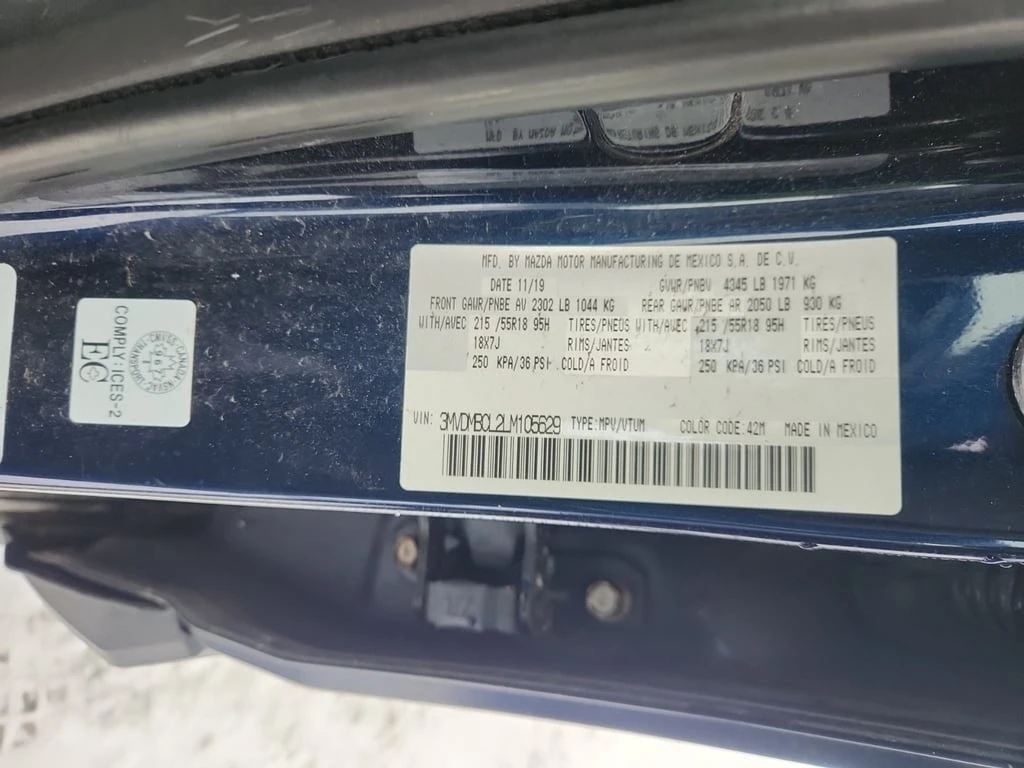 MFD. BY MAZDA MOTOR MANUFACTURING DE MEXICO S.A. DE C.V.
DATE 11/19 GVWR/PNBV 4345 LB 1971 KG
FRONT GAWR/PNBE AV 2302 LB 1044 KG REAR GAWR/PNBE AR 2050 LB 930 KG
WITH/AVEC 215 /55R18 95H TIRES/PNEUS WITH/AVEC 215 /55R18 95H TIRES/PNEUS
18X7J RIMS/JANTES 18X7J RIMS/JANTES
250 KPA/36 PSI COLD/A FROID 250 KPA/36 PSI COLD/A FROID
VIN: 3MVDMBCL2LM105629 TYPE:MPV/VTUM COLOR CODE:42M MADE IN MEXICO
COMPLY:ICES-2
EC